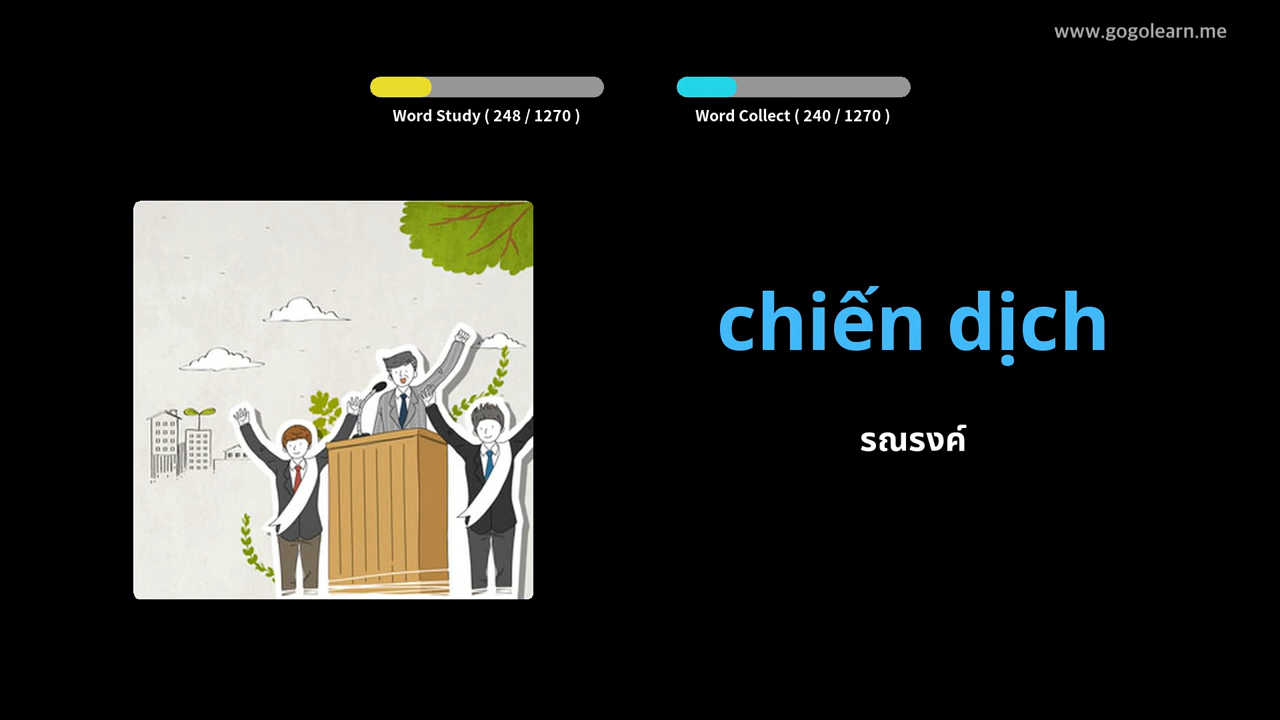 www.gogolearn.me
Word Study ( 248 / 1270 )
Word Collect ( 240 / 1270 )
chiến dịch
รณรงค์